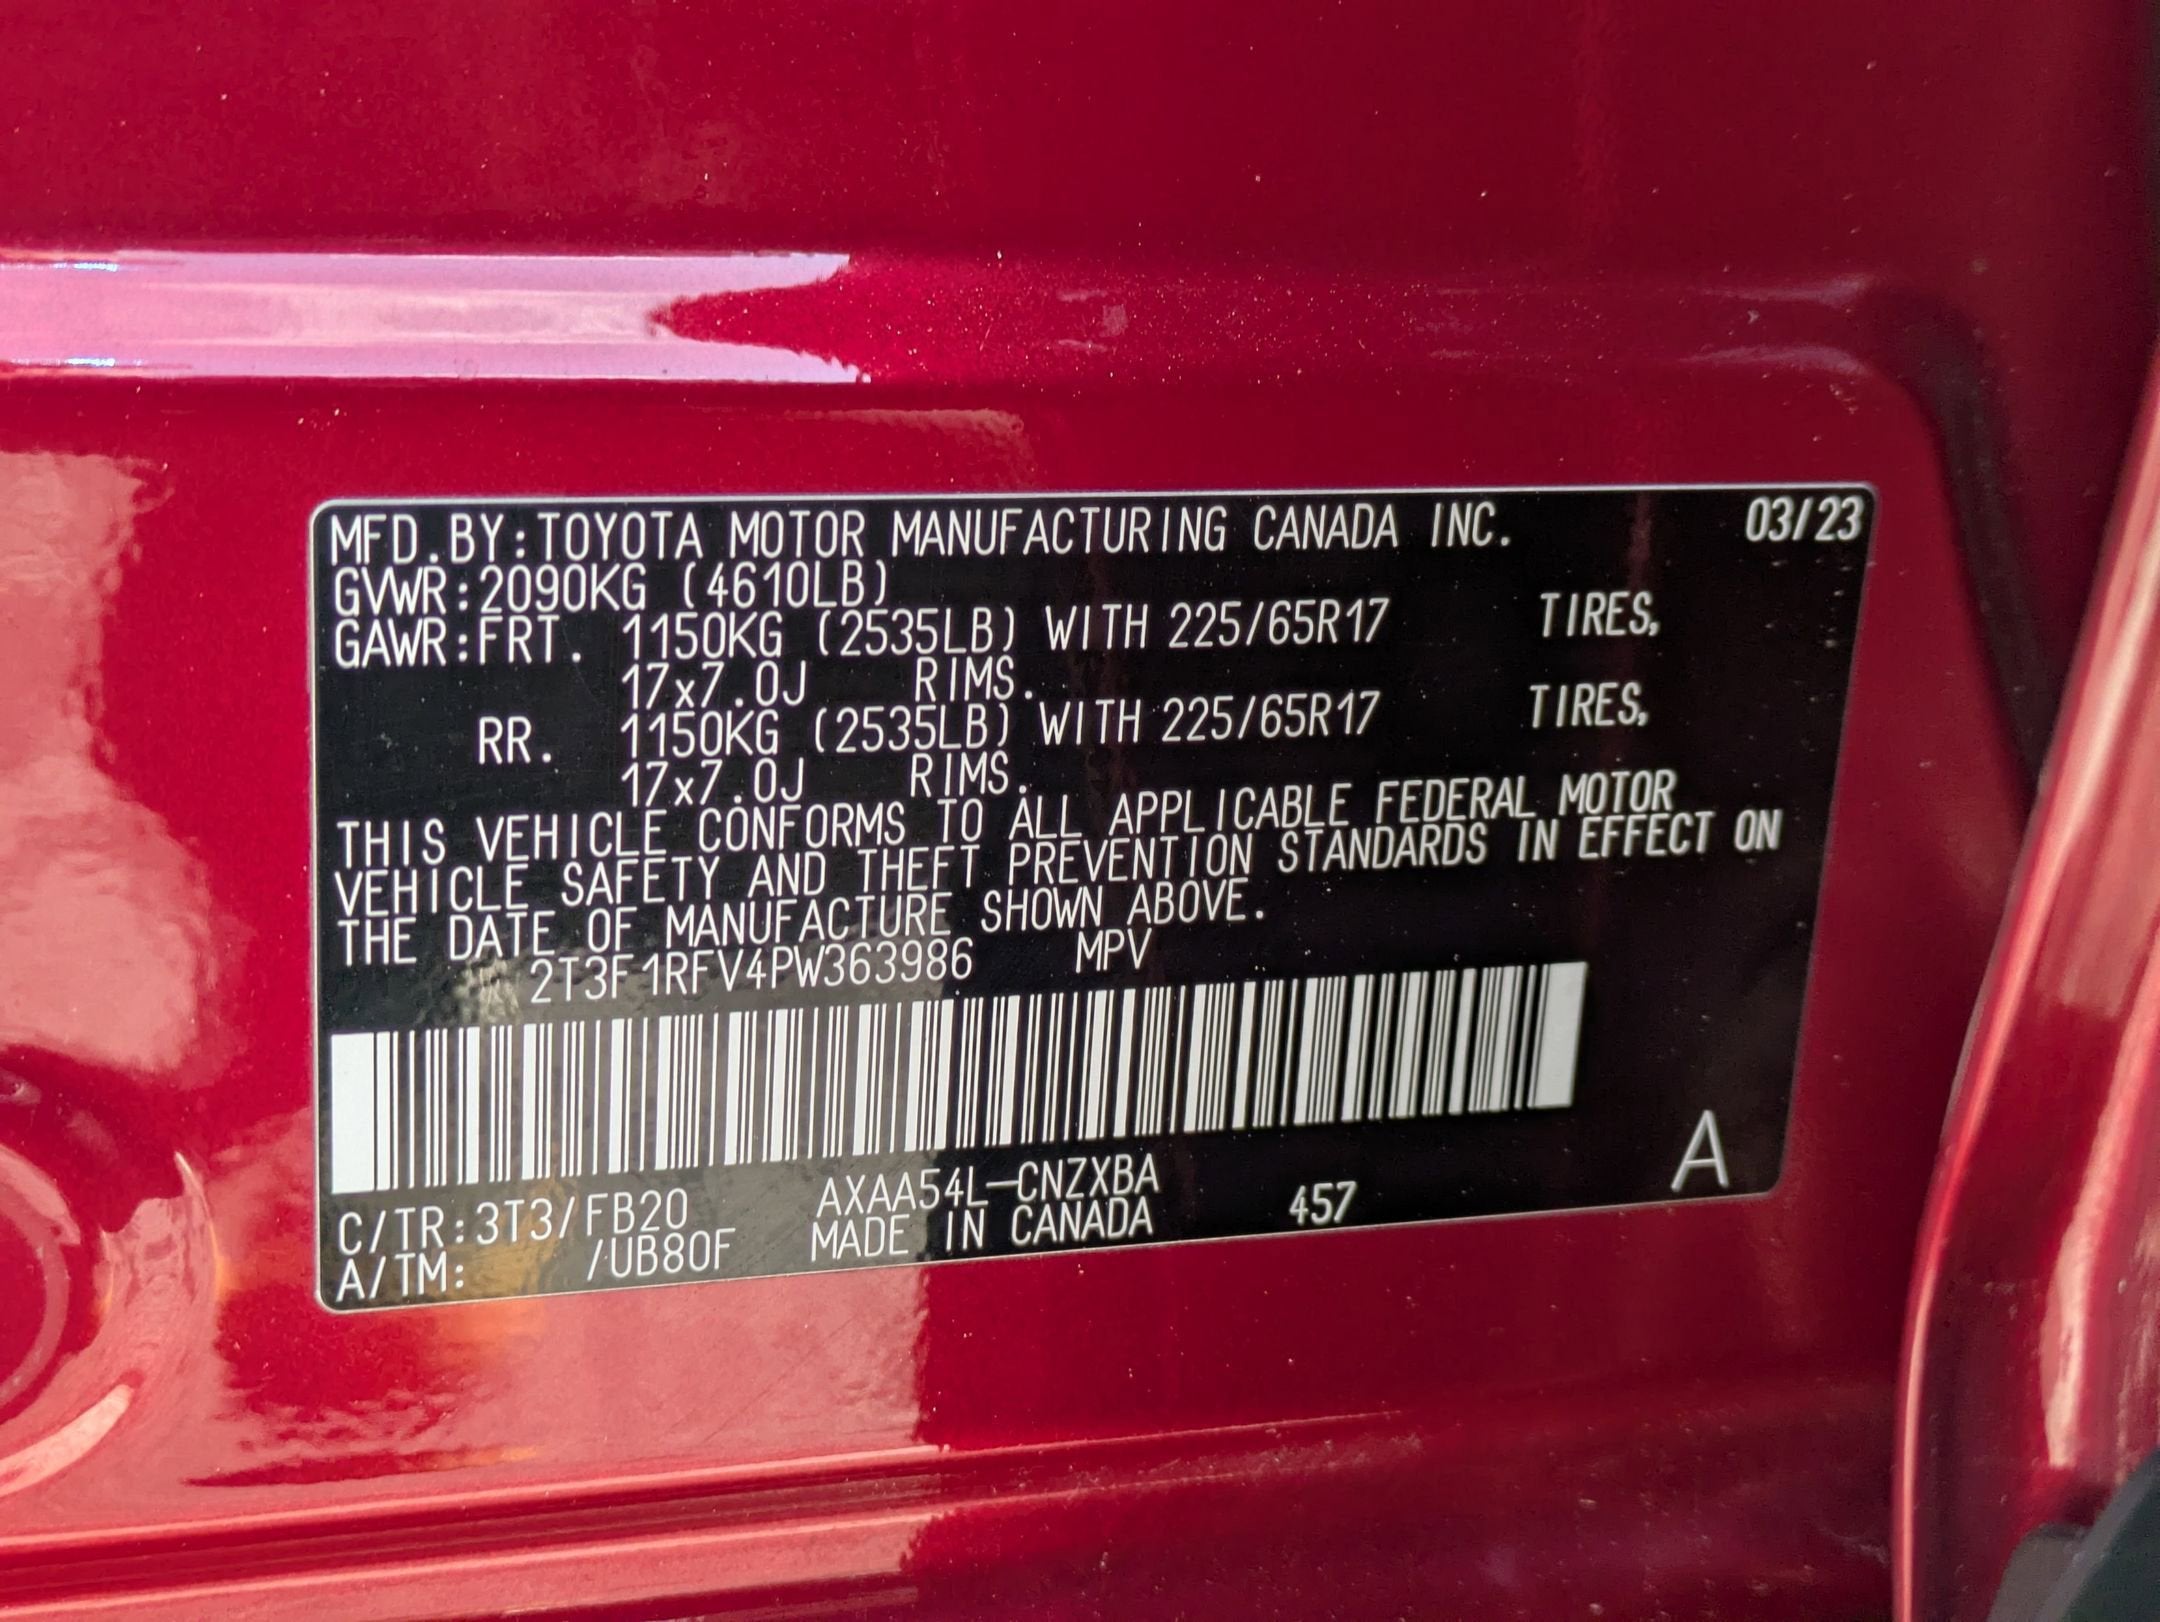 MFD.BY:TOYOTA MOTOR MANUFACTURING CANADA INC. 03/23
GVWR:2090KG (4610LB)
GAWR:FRT. 1150KG (2535LB) WITH 225/65R17 TIRES,
17x7.0J RIMS.
RR. 1150KG (2535LB) WITH 225/65R17 TIRES,
17x7.0J RIMS.
THIS VEHICLE CONFORMS TO ALL APPLICABLE FEDERAL MOTOR
VEHICLE SAFETY AND THEFT PREVENTION STANDARDS IN EFFECT ON
THE DATE OF MANUFACTURE SHOWN ABOVE.
2T3F1RFV4PW363986 MPV
C/TR:3T3/FB20 AXAA54L-CNZXBA
A/TM: /UB80F MADE IN CANADA 457 A